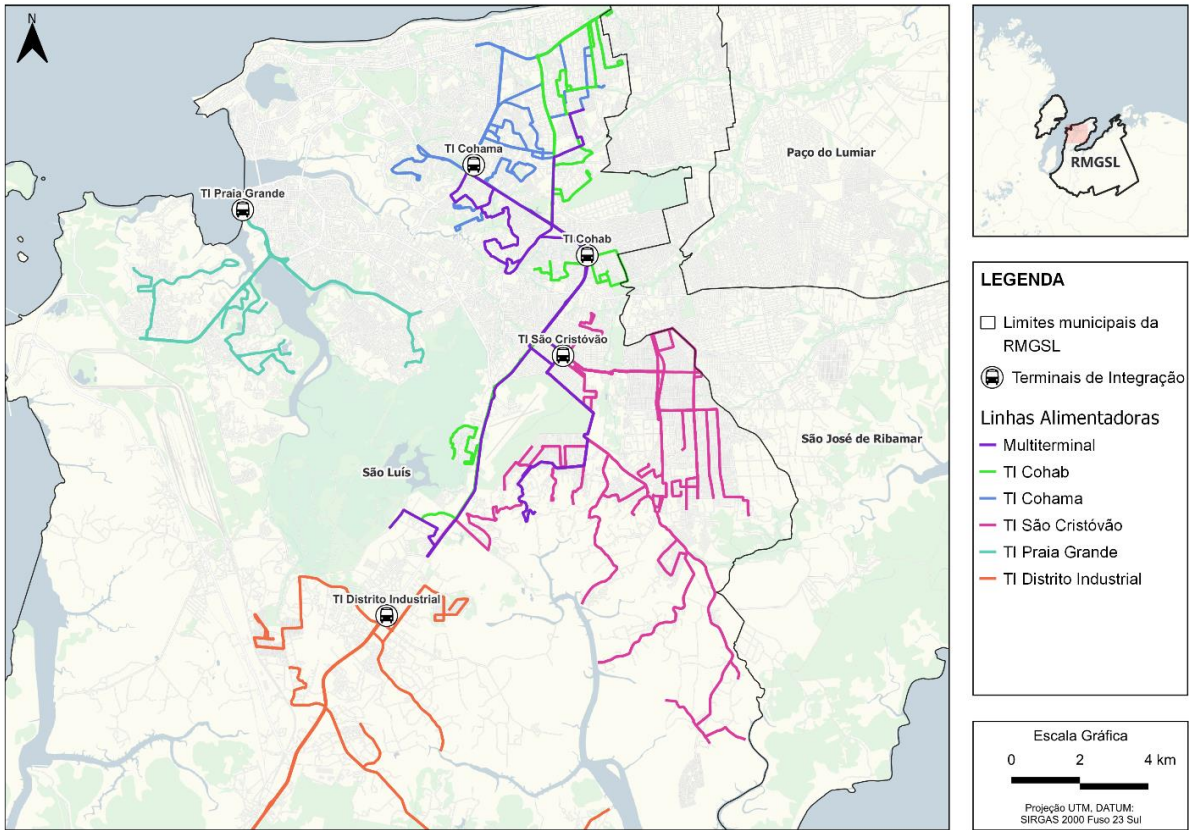 N
TI Cohama
TI Praia Grande
TI Cohab
TI São Cristóvão
TI Distrito Industrial
Paço do Lumiar
São José de Ribamar
São Luís
RMGSL
LEGENDA
Limites municipais da
RMGSL
Terminais de Integração
Linhas Alimentadoras
Multiterminal
TI Cohab
TI Cohama
TI São Cristóvão
TI Praia Grande
TI Distrito Industrial
Escala Gráfica
0 2 4 km
Projeção UTM, DATUM:
SIRGAS 2000 Fuso 23 Sul